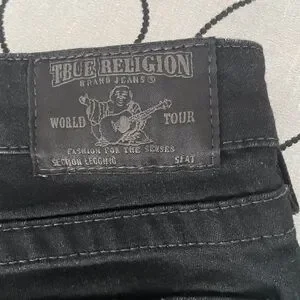 TRUE RELIGION
BRAND JEANS®
WORLD TOUR
FASHION FOR THE SENSES
SECTION LEGGING SEAT